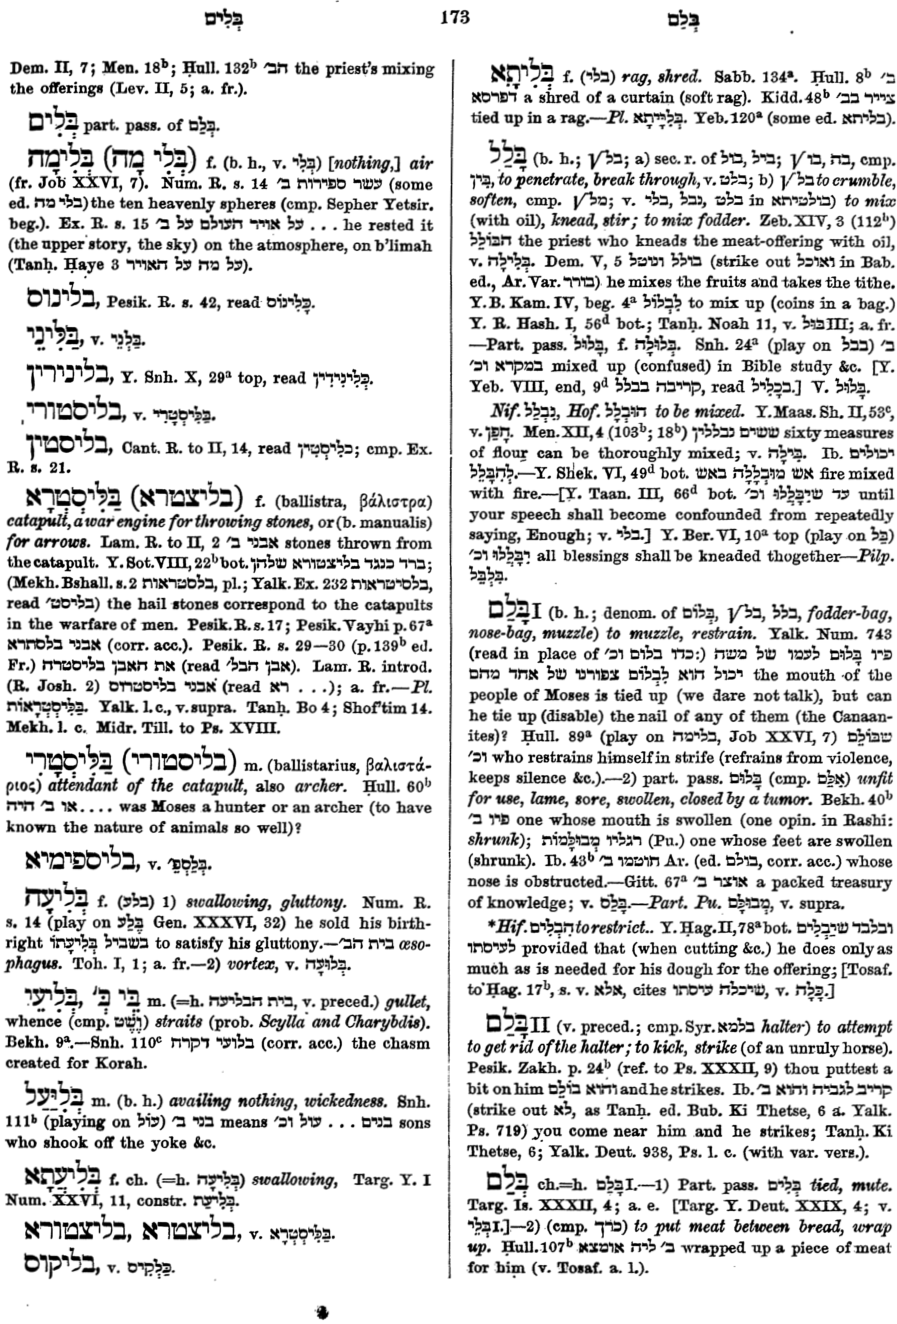 בְּלִים 173 בְּלַם
Dem. II, 7; Men. 18ᵇ; Ḥull. 132ᵇ הב׳ the priest's mixing
the offerings (Lev. II, 5; a. fr.).
בְּלִים part. pass. of בְּלַם.
בְּלִימָה (בְּלִי מָה) f. (b. h., v. בְּלִי) [nothing,] air
(fr. Job XXVI, 7). Num. R. s. 14 עשר ספירות ב׳ (some
ed. בלי מה) the ten heavenly spheres (cmp. Sepher Yetsir.
beg.). Ex. R. s. 15 על אויר העולם על ב׳ ... he rested it
(the upper story, the sky) on the atmosphere, on b'limah
(Tanḥ. Ḥaye 3 על מה על האויר).
בלינוס, Pesik. R. s. 42, read כָּלִינוֹס.
בַּלִּינֵי, v. בַּלְנֵי.
בלינירין, Y. Snh. X, 29ᵃ top, read בָּלִינִידִין.
בליסטורי, v. בַּלִּיסְטָרִי.
בליסטין, Cant. R. to II, 14, read כלִיסְטִין; cmp. Ex.
R. s. 21.
בַּלִּיסְטְרָא (בליצטרא) f. (ballistra, βάλιστρα)
catapult, a war engine for throwing stones, or (b. manualis)
for arrows. Lam. R. to II, 2 אבני ב׳ stones thrown from
the catapult. Y. Sot. VIII, 22ᵇ bot. ברד כנגד בליצטורא שלהן;
(Mekh. Bshall. s. 2 בלסטראות, pl.; Yalk. Ex. 232 בלסיטראות,
read בליסט׳) the hail stones correspond to the catapults
in the warfare of men. Pesik. R. s. 17; Pesik. Vayhi p. 67ᵃ
אבני בלסתרא (corr. acc.). Pesik. R. s. 29—30 (p. 139ᵇ ed.
Fr.) את האבן בליסטרה (read אבן הבל׳). Lam. R. introd.
(R. Josh. 2) אבני בליסטרוס (read רא ...); a. fr.—Pl.
בַּלִּיסְטְרָאוֹת. Yalk. l. c., v. supra. Tanḥ. Bo 4; Shof'tim 14.
Mekh. l. c. Midr. Till. to Ps. XVIII.
בַּלִּיסְטָרִי (בליסטורי) m. (ballistarius, βαλιστά-
ριος) attendant of the catapult, also archer. Ḥull. 60ᵇ
או ב׳ היה .... was Moses a hunter or an archer (to have
known the nature of animals so well)?
בליספימיא, v. בְּלַסְפֵּ׳.
בְּלִיעָה f. (בלע) 1) swallowing, gluttony. Num. R.
s. 14 (play on בֶּלַע Gen. XXXVI, 32) he sold his birth-
right בשביל בְּלִיעָתוֹ to satisfy his gluttony.—בית הב׳ œso-
phagus. Toh. I, 1; a. fr.—2) vortex, v. בְּלוּעָה.
בֵּי בְּ׳, בְּלִיעֵי m. (=h. בית הבליעה, v. preced.) gullet,
whence (cmp. וֶשֶׁט) straits (prob. Scylla and Charybdis).
Bekh. 9ᵃ.—Snh. 110ᶜ בלועי דקרח (corr. acc.) the chasm
created for Korah.
בְּלִיַּעַל m. (b. h.) availing nothing, wickedness. Snh.
111ᵇ (playing on עוֹל) בני ב׳ means בנים ... עול וכ׳ sons
who shook off the yoke &c.
בְּלִיעֲתָא f. ch. (=h. בְּלִיעָה) swallowing, Targ. Y. I
Num. XXVI, 11, constr. בְּלִיעַת.
בליצטרא, בליצטורא, v. בַּלִּיסְטְרָא.
בליקוס, v. בַּלְקִיס.
בְּלִיתָא f. (בלי) rag, shred. Sabb. 134ᵃ. Ḥull. 8ᵇ ב׳
דפרסא a shred of a curtain (soft rag). Kidd. 48ᵇ צייר בב׳
tied up in a rag.—Pl. בְּלִיָּיתָא. Yeb. 120ᵃ (some ed. בליתא).
בָּלַל (b. h.; √בל; a) sec. r. of בול, ביל; √בה, בו, cmp.
בין, to penetrate, break through, v. בלט; b) √בל to crumble,
soften, cmp. √מל; v. בלי, נבל, בלט in בולטיתא) to mix
(with oil), knead, stir; to mix fodder. Zeb. XIV, 3 (112ᵇ)
הבּוֹלֵל the priest who kneads the meat-offering with oil,
v. בְּלִילָה. Dem. V, 5 בולל ונוטל (strike out ואוכל in Bab.
ed., Ar. Var. בורר) he mixes the fruits and takes the tithe.
Y. B. Kam. IV, beg. 4ᵃ לִבְלוֹל to mix up (coins in a bag.)
Y. R. Hash. I, 56ᵈ bot.; Tanḥ. Noah 11, v. בול III; a. fr.
—Part. pass. בָּלוּל, f. בְּלוּלָה. Snh. 24ᵃ (play on בבל) ב׳
במקרא וכ׳ mixed up (confused) in Bible study &c. [Y.
Yeb. VIII, end, 9ᵈ קריבה בבלל, read בִּכְלָיל.] V. בָּלוּל.
Nif. נִבְלַל, Hof. הוּבְלַל to be mixed. Y. Maas. Sh. II, 53ᶜ,
v. חָפַן. Men. XII, 4 (103ᵇ; 18ᵇ) ששים נבללין sixty measures
of flour can be thoroughly mixed; v. בִּילָה. Ib. יכולים
לְהִבָּלֵל.—Y. Shek. VI, 49ᵈ bot. אש מוּבְלָלָה באש fire mixed
with fire.—[Y. Taan. III, 66ᵈ bot. עד שיִּבָּלֲלוּ וכ׳ until
your speech shall become confounded from repeatedly
saying, Enough; v. בלי.] Y. Ber. VI, 10ᵃ top (play on בַּל)
יִבָּלֲלוּ וכ׳ all blessings shall be kneaded thogether—Pilp.
בִּלְבֵּל.
בָּלַם I (b. h.; denom. of בְּלוֹם, √בל, בלל, fodder-bag,
nose-bag, muzzle) to muzzle, restrain. Yalk. Num. 743
(read in place of כדו בלום וכ׳:) פיו בָּלוּם לעמו של משה
יכול הוא לִבְלוֹם צפורנו של אחד מהם the mouth of the
people of Moses is tied up (we dare not talk), but can
he tie up (disable) the nail of any of them (the Canaan-
ites)? Ḥull. 89ᵃ (play on בלימה, Job XXVI, 7) שבּוֹלֵם
וכ׳ who restrains himself in strife (refrains from violence,
keeps silence &c.).—2) part. pass. בָּלוּם (cmp. אלם) unfit
for use, lame, sore, swollen, closed by a tumor. Bekh. 40ᵇ
פיו ב׳ one whose mouth is swollen (one opin. in Rashi:
shrunk); רגליו מְבוּלָּמוֹת (Pu.) one whose feet are swollen
(shrunk). Ib. 43ᵇ חוטמו ב׳ Ar. (ed. בולם, corr. acc.) whose
nose is obstructed.—Gitt. 67ᵃ אוצר ב׳ a packed treasury
of knowledge; v. בָּלַס.—Part. Pu. מְבוּלָּם, v. supra.
*Hif. הִבְלִים to restrict.. Y. Ḥag. II, 78ᵃ bot. ובלבד שיַבְלִים
לעיסתו provided that (when cutting &c.) he does only as
much as is needed for his dough for the offering; [Tosaf.
to Ḥag. 17ᵇ, s. v. אלא, cites שיכלה עיסתו, v. כָּלָה.]
בָּלַם II (v. preced.; cmp. Syr. בלמא halter) to attempt
to get rid of the halter; to kick, strike (of an unruly horse).
Pesik. Zakh. p. 24ᵇ (ref. to Ps. XXXII, 9) thou puttest a
bit on him והוא בוֹלֵם and he strikes. Ib. קריב לגביה והוא ב׳
(strike out לא, as Tanḥ. ed. Bub. Ki Thetse, 6 a. Yalk.
Ps. 719) you come near him and he strikes; Tanḥ. Ki
Thetse, 6; Yalk. Deut. 938, Ps. l. c. (with var. vers.).
בְּלַם ch.=h. בָּלַם I.—1) Part. pass. בְּלִים tied, mute.
Targ. Is. XXXII, 4; a. e. [Targ. Y. Deut. XXIX, 4; v.
בְּלֵי I.]—2) (cmp. כרך) to put meat between bread, wrap
up. Ḥull. 107ᵇ ב׳ ליה אומצא wrapped up a piece of meat
for him (v. Tosaf. a. l.).